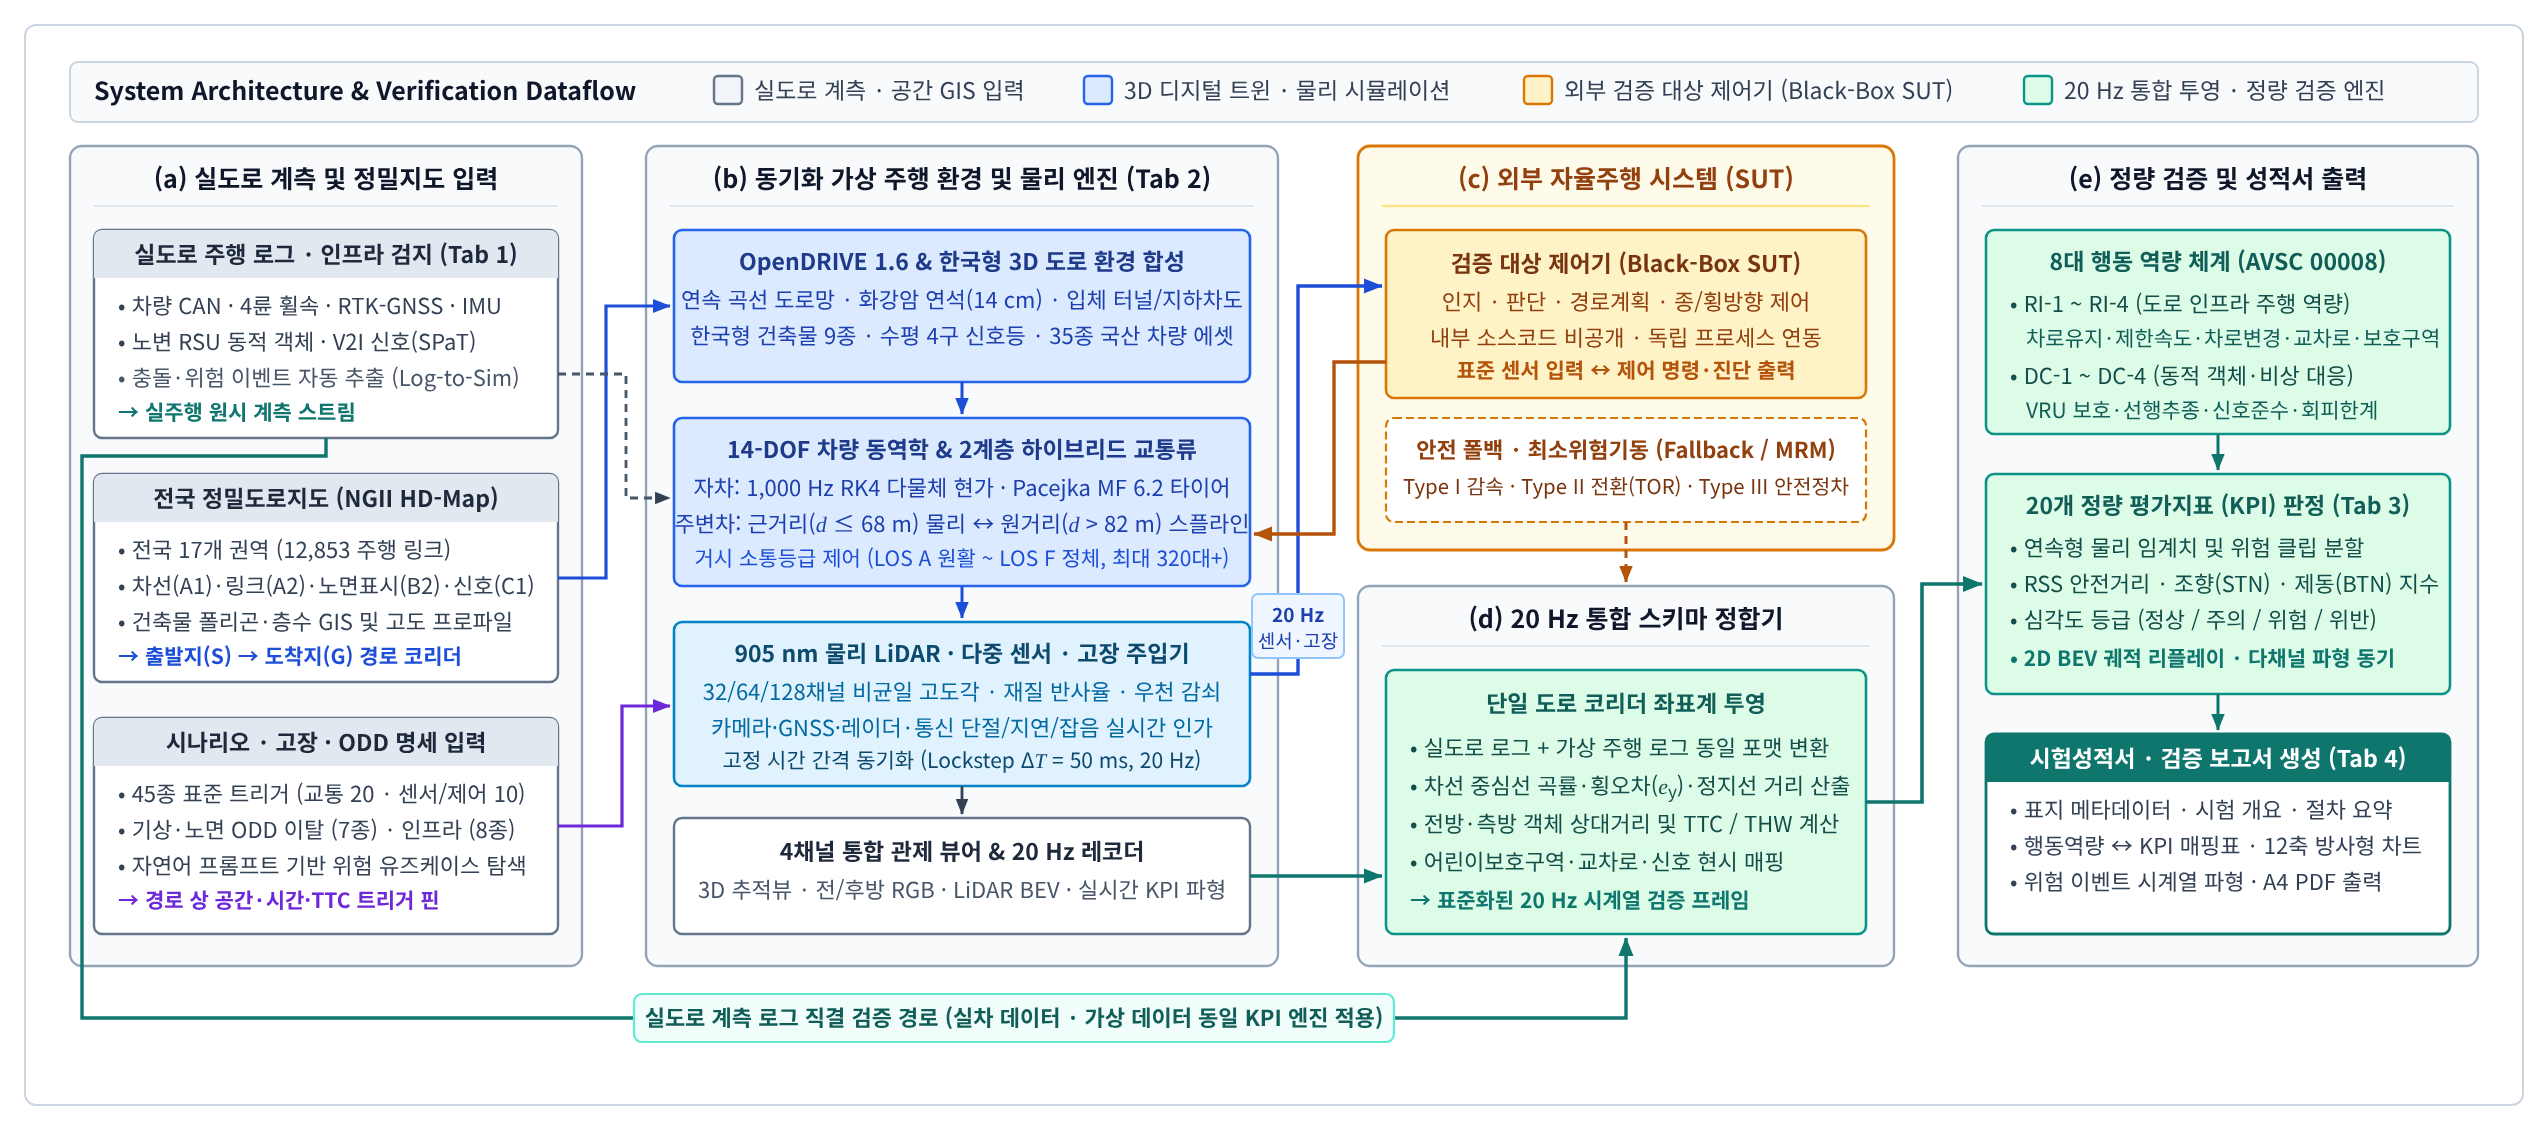 System Architecture & Verification Dataflow
실도로 계측 · 공간 GIS 입력
3D 디지털 트윈 · 물리 시뮬레이션
외부 검증 대상 제어기 (Black-Box SUT)
20 Hz 통합 투영 · 정량 검증 엔진
(a) 실도로 계측 및 정밀지도 입력
실도로 주행 로그 · 인프라 검지 (Tab 1)
• 차량 CAN · 4륜 휠속 · RTK-GNSS · IMU
• 노변 RSU 동적 객체 · V2I 신호(SPaT)
• 충돌·위험 이벤트 자동 추출 (Log-to-Sim)
→ 실주행 원시 계측 스트림
전국 정밀도로지도 (NGII HD-Map)
• 전국 17개 권역 (12,853 주행 링크)
• 차선(A1)·링크(A2)·노면표시(B2)·신호(C1)
• 건축물 폴리곤·층수 GIS 및 고도 프로파일
→ 출발지(S) → 도착지(G) 경로 코리더
시나리오 · 고장 · ODD 명세 입력
• 45종 표준 트리거 (교통 20 · 센서/제어 10)
• 기상·노면 ODD 이탈 (7종) · 인프라 (8종)
• 자연어 프롬프트 기반 위험 유즈케이스 탐색
→ 경로 상 공간·시간·TTC 트리거 핀
(b) 동기화 가상 주행 환경 및 물리 엔진 (Tab 2)
OpenDRIVE 1.6 & 한국형 3D 도로 환경 합성
연속 곡선 도로망 · 화강암 연석(14 cm) · 입체 터널/지하차도
한국형 건축물 9종 · 수평 4구 신호등 · 35종 국산 차량 에셋
14-DOF 차량 동역학 & 2계층 하이브리드 교통류
자차: 1,000 Hz RK4 다물체 현가 · Pacejka MF 6.2 타이어
주변차: 근거리(d ≤ 68 m) 물리 ↔ 원거리(d > 82 m) 스플라인
거시 소통등급 제어 (LOS A 원활 ~ LOS F 정체, 최대 320대+)
905 nm 물리 LiDAR · 다중 센서 · 고장 주입기
32/64/128채널 비균일 고도각 · 재질 반사율 · 우천 감쇠
카메라·GNSS·레이더·통신 단절/지연/잡음 실시간 인가
고정 시간 간격 동기화 (Lockstep ΔT = 50 ms, 20 Hz)
4채널 통합 관제 뷰어 & 20 Hz 레코더
3D 추적뷰 · 전/후방 RGB · LiDAR BEV · 실시간 KPI 파형
20 Hz
센서·고장
(c) 외부 자율주행 시스템 (SUT)
검증 대상 제어기 (Black-Box SUT)
인지 · 판단 · 경로계획 · 종/횡방향 제어
내부 소스코드 비공개 · 독립 프로세스 연동
표준 센서 입력 ↔ 제어 명령·진단 출력
안전 폴백 · 최소위험기동 (Fallback / MRM)
Type I 감속 · Type II 전환(TOR) · Type III 안전정차
(d) 20 Hz 통합 스키마 정합기
단일 도로 코리더 좌표계 투영
• 실도로 로그 + 가상 주행 로그 동일 포맷 변환
• 차선 중심선 곡률·횡오차(ey)·정지선 거리 산출
• 전방·측방 객체 상대거리 및 TTC / THW 계산
• 어린이보호구역·교차로·신호 현시 매핑
→ 표준화된 20 Hz 시계열 검증 프레임
(e) 정량 검증 및 성적서 출력
8대 행동 역량 체계 (AVSC 00008)
• RI-1 ~ RI-4 (도로 인프라 주행 역량)
차로유지·제한속도·차로변경·교차로·보호구역
• DC-1 ~ DC-4 (동적 객체·비상 대응)
VRU 보호·선행추종·신호준수·회피한계
20개 정량 평가지표 (KPI) 판정 (Tab 3)
• 연속형 물리 임계치 및 위험 클립 분할
• RSS 안전거리 · 조향(STN) · 제동(BTN) 지수
• 심각도 등급 (정상 / 주의 / 위험 / 위반)
• 2D BEV 궤적 리플레이 · 다채널 파형 동기
시험성적서 · 검증 보고서 생성 (Tab 4)
• 표지 메타데이터 · 시험 개요 · 절차 요약
• 행동역량 ↔ KPI 매핑표 · 12축 방사형 차트
• 위험 이벤트 시계열 파형 · A4 PDF 출력
실도로 계측 로그 직결 검증 경로 (실차 데이터 · 가상 데이터 동일 KPI 엔진 적용)